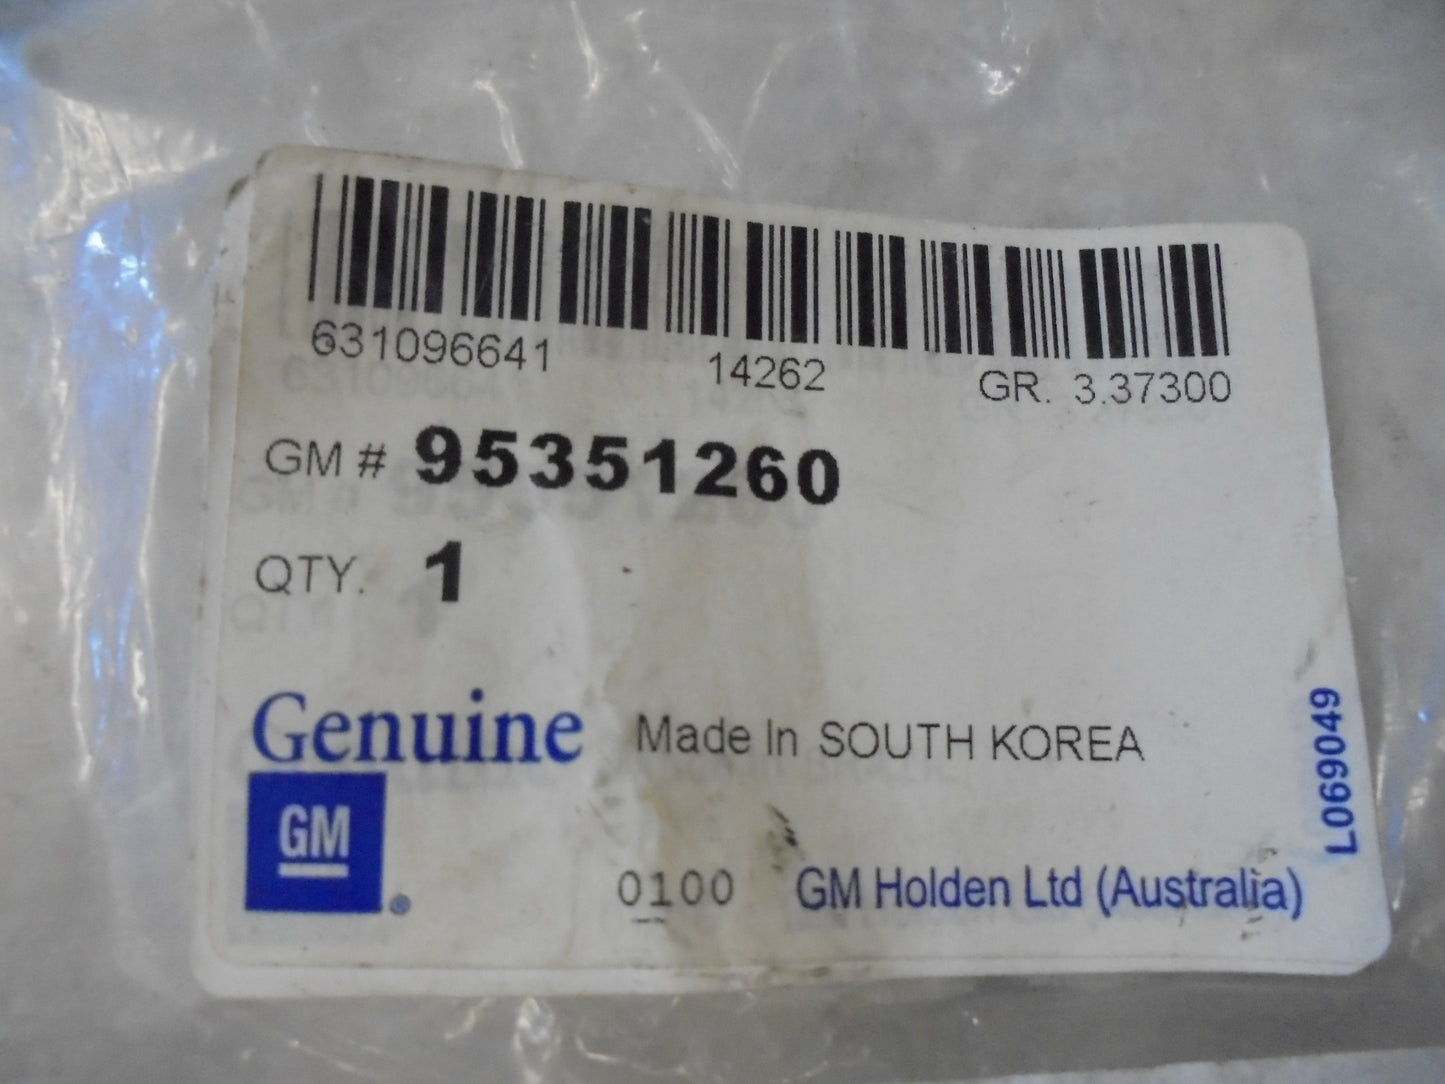 631096641 14262 GR. 3.37300
GM # 95351260
QTY. 1
Genuine Made In SOUTH KOREA
GM ®
0100 GM Holden Ltd (Australia)
L069049